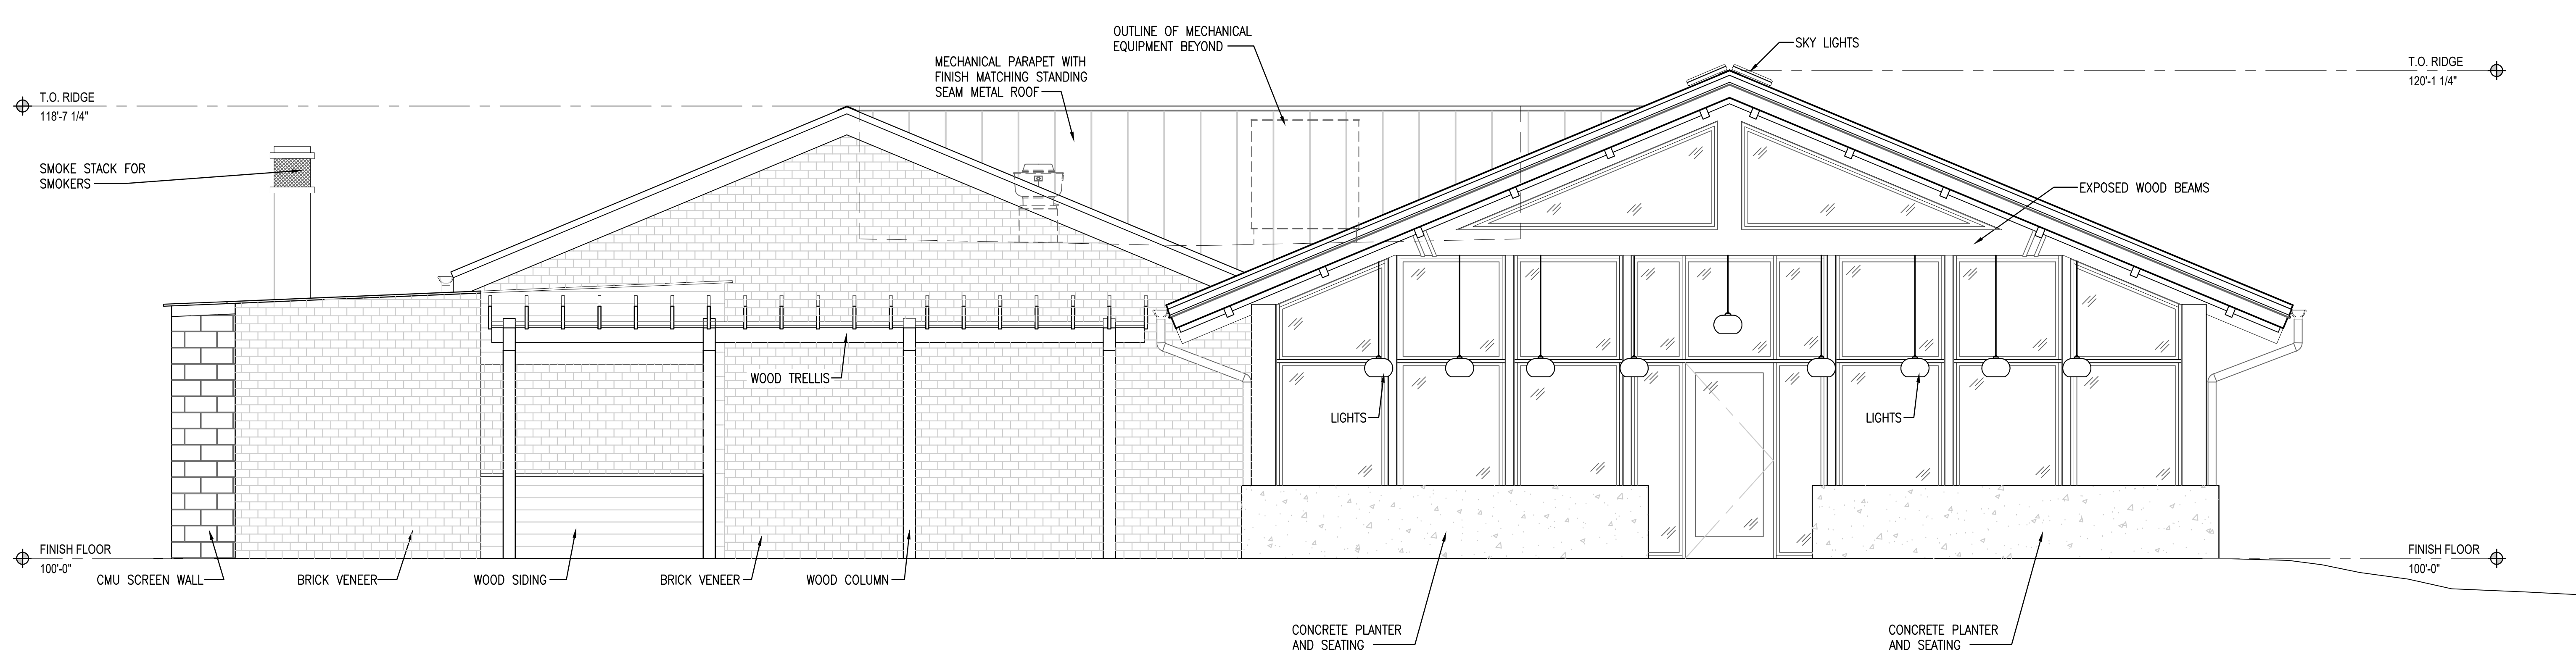 OUTLINE OF MECHANICAL
EQUIPMENT BEYOND
SKY LIGHTS
MECHANICAL PARAPET WITH
FINISH MATCHING STANDING
SEAM METAL ROOF
T.O. RIDGE
120'-1 1/4"
T.O. RIDGE
118'-7 1/4"
SMOKE STACK FOR
SMOKERS
EXPOSED WOOD BEAMS
WOOD TRELLIS
LIGHTS
LIGHTS
FINISH FLOOR
100'-0"
FINISH FLOOR
100'-0"
CMU SCREEN WALL
BRICK VENEER
WOOD SIDING
BRICK VENEER
WOOD COLUMN
CONCRETE PLANTER
AND SEATING
CONCRETE PLANTER
AND SEATING